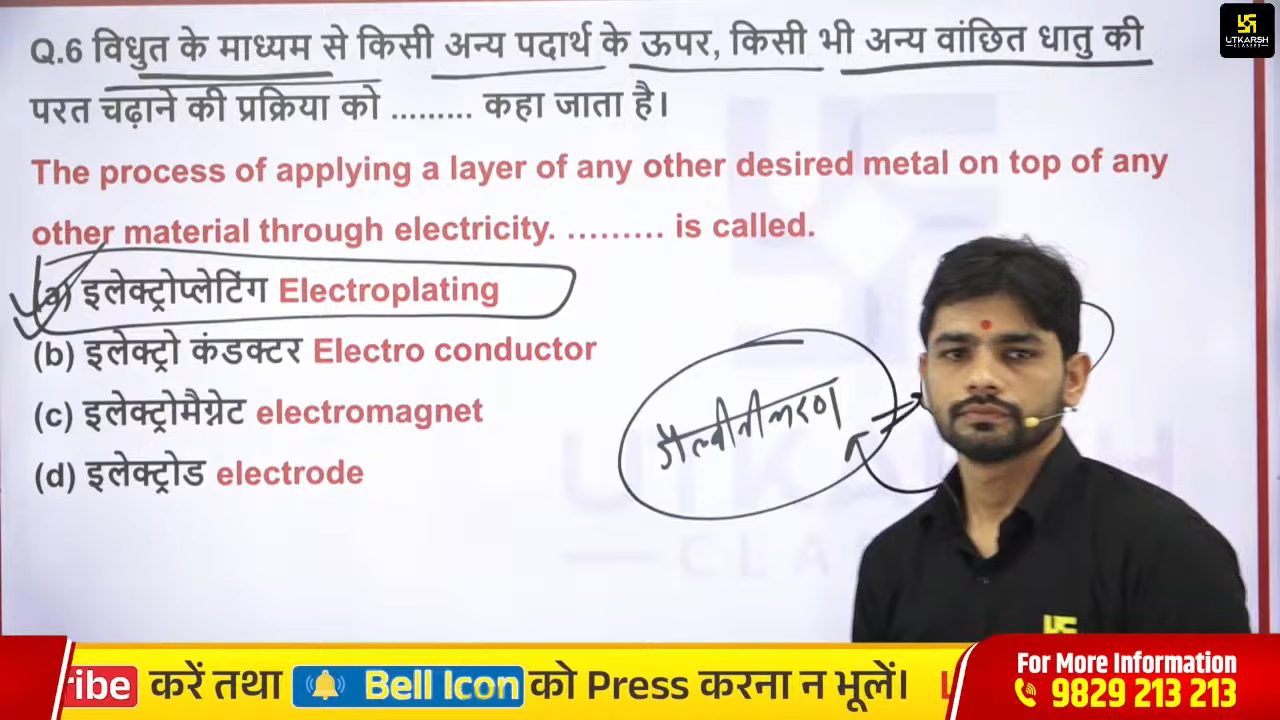 Q.6 विधुत के माध्यम से किसी अन्य पदार्थ के ऊपर, किसी भी अन्य वांछित धातु की
परत चढ़ाने की प्रक्रिया को ......... कहा जाता है।
The process of applying a layer of any other desired metal on top of any
other material through electricity. ......... is called.
(a) इलेक्ट्रोप्लेटिंग Electroplating
(b) इलेक्ट्रो कंडक्टर Electro conductor
(c) इलेक्ट्रोमैग्नेट electromagnet
(d) इलेक्ट्रोड electrode
UTKARSH
CLASSES
करें तथा Bell Icon को Press करना न भूलें।
For More Information
9829 213 213